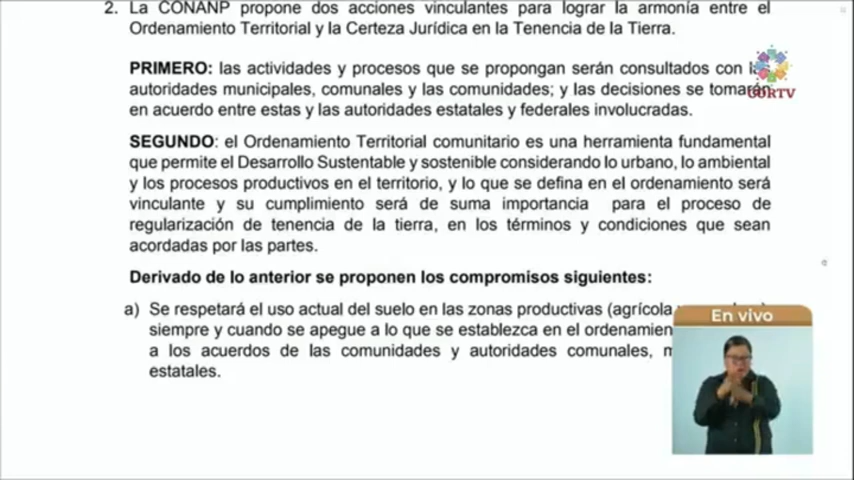 2. La CONANP propone dos acciones vinculantes para lograr la armonía entre el
Ordenamiento Territorial y la Certeza Jurídica en la Tenencia de la Tierra.
PRIMERO: las actividades y procesos que se propongan serán consultados con
autoridades municipales, comunales y las comunidades; y las decisiones se tomarán
en acuerdo entre estas y las autoridades estatales y federales involucradas.
SEGUNDO: el Ordenamiento Territorial comunitario es una herramienta fundamental
que permite el Desarrollo Sustentable y sostenible considerando lo urbano, lo ambiental
y los procesos productivos en el territorio, y lo que se defina en el ordenamiento será
vinculante y su cumplimiento será de suma importancia para el proceso de
regularización de tenencia de la tierra, en los términos y condiciones que sean
acordadas por las partes.
Derivado de lo anterior se proponen los compromisos siguientes:
a) Se respetará el uso actual del suelo en las zonas productivas (agrícola
siempre y cuando se apegue a lo que se establezca en el
a los acuerdos de las comunidades y autoridades comunales,
estatales.
CORTV
En vivo